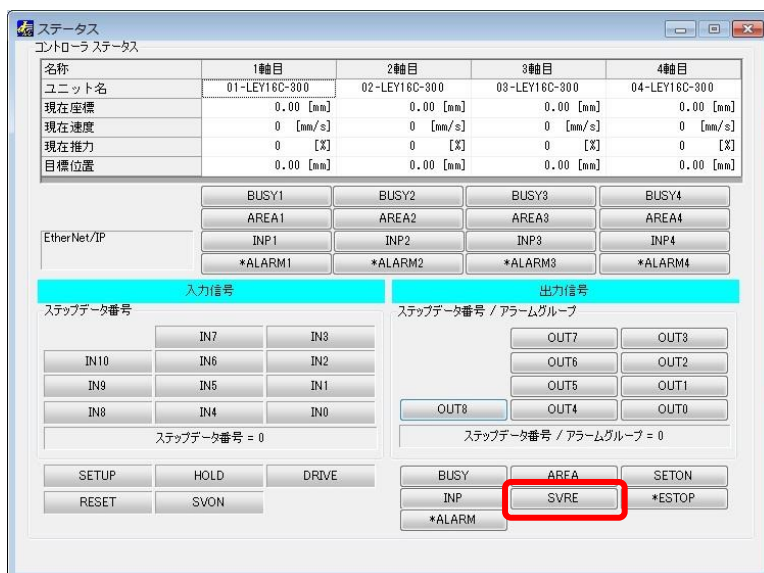 ステータス
コントローラ ステータス
名称 1軸目 2軸目 3軸目 4軸目
ユニット名 01-LEY16C-300 02-LEY16C-300 03-LEY16C-300 04-LEY16C-300
現在座標 0.00 [mm] 0.00 [mm] 0.00 [mm] 0.00 [mm]
現在速度 0 [mm/s] 0 [mm/s] 0 [mm/s] 0 [mm/s]
現在推力 0 [%] 0 [%] 0 [%] 0 [%]
目標位置 0.00 [mm] 0.00 [mm] 0.00 [mm] 0.00 [mm]
BUSY1 BUSY2 BUSY3 BUSY4
AREA1 AREA2 AREA3 AREA4
EtherNet/IP INP1 INP2 INP3 INP4
*ALARM1 *ALARM2 *ALARM3 *ALARM4
入力信号 出力信号
ステップデータ番号 ステップデータ番号 / アラームグループ
IN7 IN3 OUT7 OUT3
IN10 IN6 IN2 OUT6 OUT2
IN9 IN5 IN1 OUT5 OUT1
IN8 IN4 IN0 OUT8 OUT4 OUT0
ステップデータ番号 = 0 ステップデータ番号 / アラームグループ = 0
SETUP HOLD DRIVE BUSY AREA SETON
RESET SVON INP SVRE *ESTOP
*ALARM